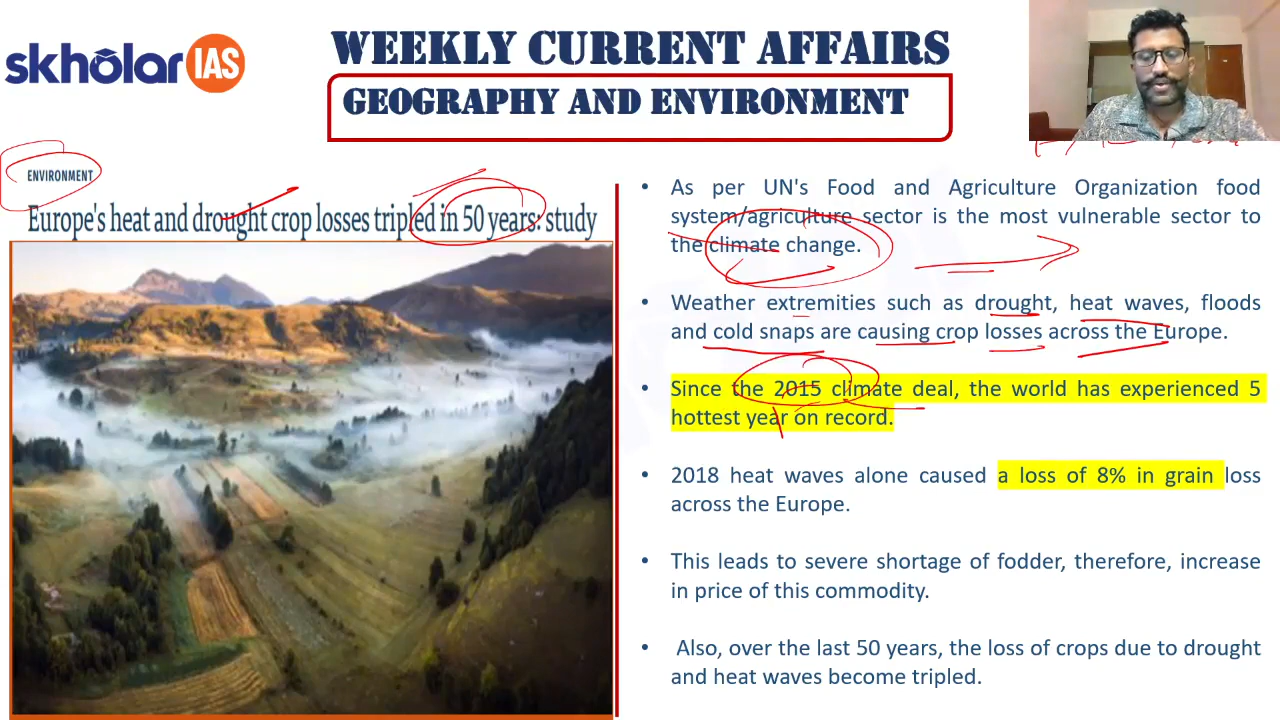 skholar IAS
WEEKLY CURRENT AFFAIRS
GEOGRAPHY AND ENVIRONMENT
ENVIRONMENT
Europe's heat and drought crop losses tripled in 50 years: study
• As per UN's Food and Agriculture Organization food
system/agriculture sector is the most vulnerable sector to
the climate change.
• Weather extremities such as drought, heat waves, floods
and cold snaps are causing crop losses across the Europe.
• Since the 2015 climate deal, the world has experienced 5
hottest year on record.
• 2018 heat waves alone caused a loss of 8% in grain loss
across the Europe.
• This leads to severe shortage of fodder, therefore, increase
in price of this commodity.
• Also, over the last 50 years, the loss of crops due to drought
and heat waves become tripled.